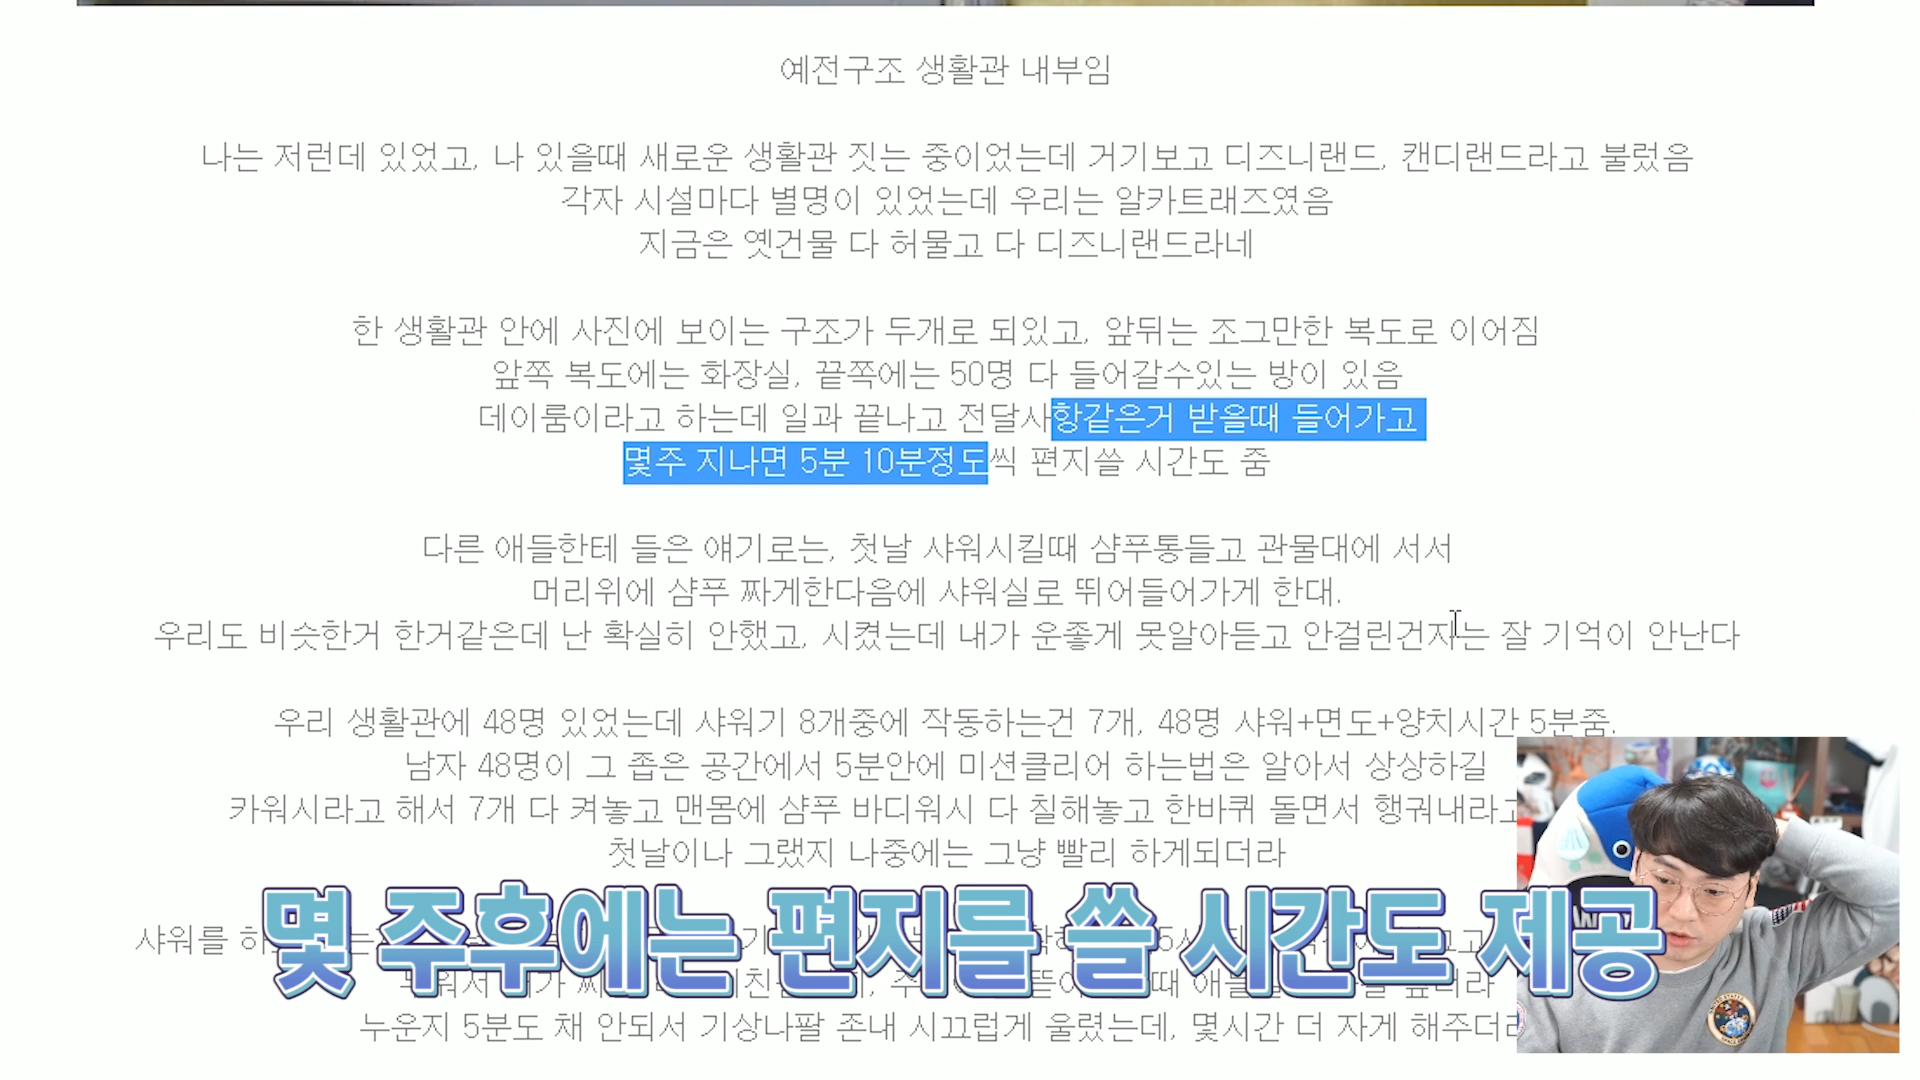 예전구조 생활관 내부임
나는 저런데 있었고, 나 있을때 새로운 생활관 짓는 중이었는데 거기보고 디즈니랜드, 캔디랜드라고 불렀음
각자 시설마다 별명이 있었는데 우리는 알카트래즈였음
지금은 옛건물 다 허물고 다 디즈니랜드라네
한 생활관 안에 사진에 보이는 구조가 두개로 되있고, 앞뒤는 조그만한 복도로 이어짐
앞쪽 복도에는 화장실, 끝쪽에는 50명 다 들어갈수있는 방이 있음
데이룸이라고 하는데 일과 끝나고 전달사항같은거 받을때 들어가고
몇주 지나면 5분 10분정도씩 편지쓸 시간도 줌
다른 애들한테 들은 얘기로는, 첫날 샤워시킬때 샴푸통들고 관물대에 서서
머리위에 샴푸 짜게한다음에 샤워실로 뛰어들어가게 한대.
우리도 비슷한거 한거같은데 난 확실히 안했고, 시켰는데 내가 운좋게 못알아듣고 안걸린건지는 잘 기억이 안난다
우리 생활관에 48명 있었는데 샤워기 8개중에 작동하는건 7개, 48명 샤워+면도+양치시간 5분줌.
남자 48명이 그 좁은 공간에서 5분안에 미션클리어 하는법은 알아서 상상하길
카워시라고 해서 7개 다 켜놓고 맨몸에 샴푸 바디워시 다 칠해놓고 한바퀴 돌면서 행궈내라고
첫날이나 그랬지 나중에는 그냥 빨리 하게되더라
샤워를
몇 주후에는 편지를 쓸 시간도 제공
누운지 5분도 채 안되서 기상나팔 존내 시끄럽게 울렸는데, 몇시간 더 자게 해주더라